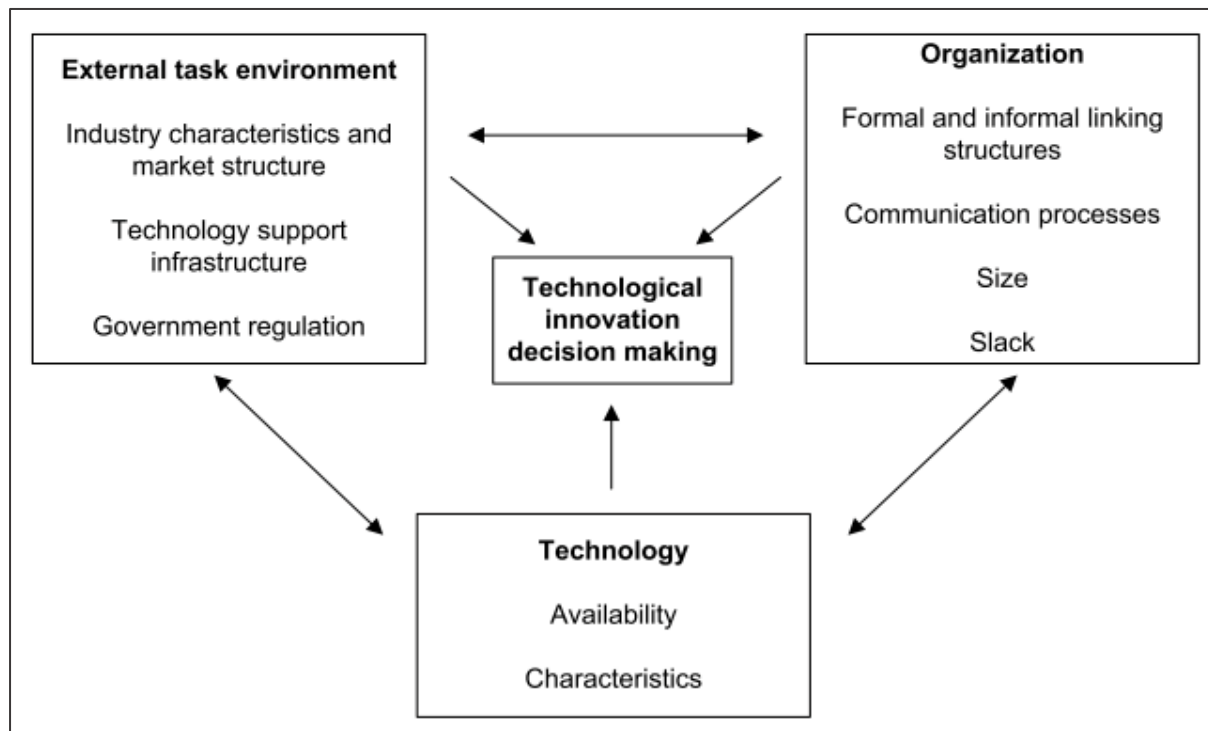 External task environment
Industry characteristics and
market structure
Technology support
infrastructure
Government regulation
Organization
Formal and informal linking
structures
Communication processes
Size
Slack
Technological
innovation
decision making
Technology
Availability
Characteristics